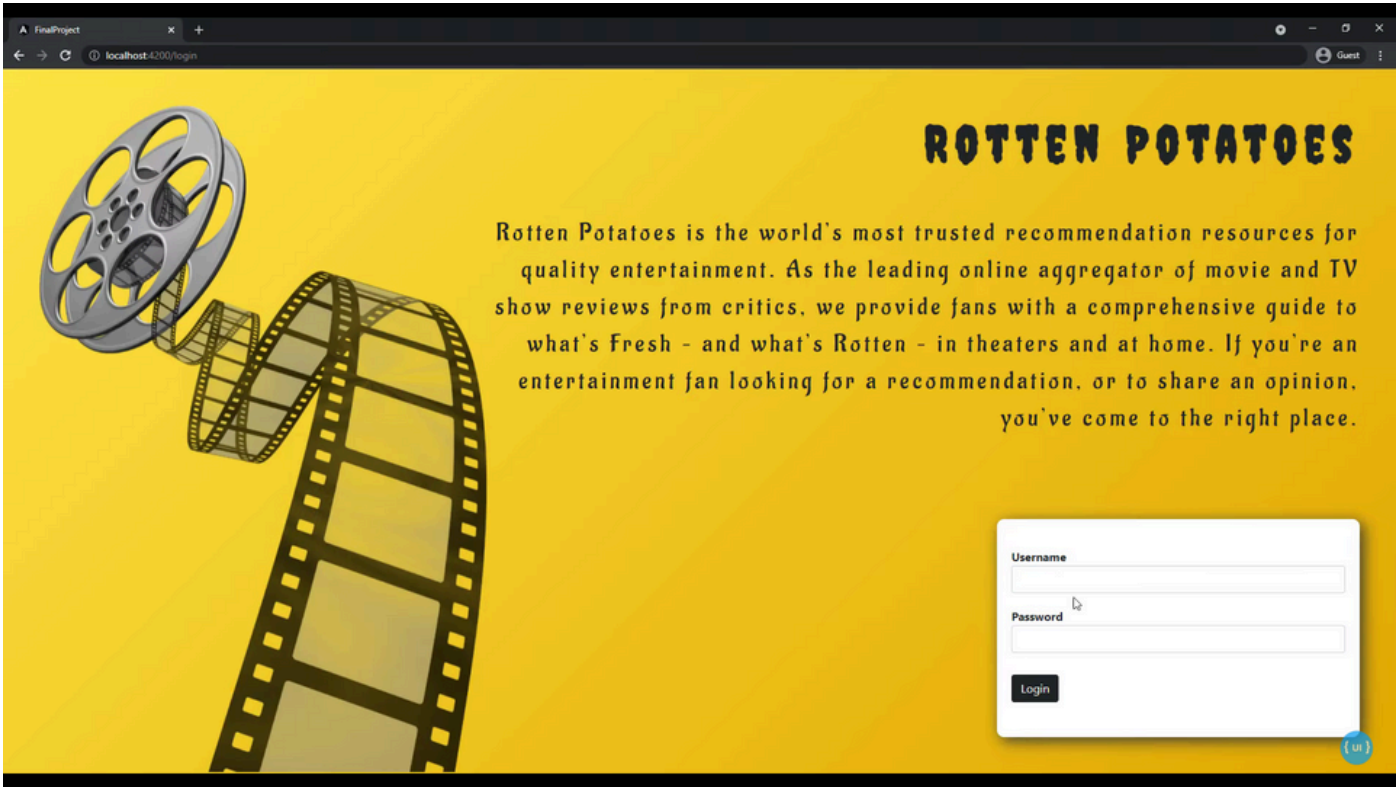 FinalProject
localhost:4200/login
Guest
ROTTEN POTATOES
Rotten Potatoes is the world's most trusted recommendation resources for
quality entertainment. As the leading online aggregator of movie and TV
show reviews from critics, we provide fans with a comprehensive guide to
what's Fresh - and what's Rotten - in theaters and at home. If you're an
entertainment fan looking for a recommendation, or to share an opinion,
you've come to the right place.
Username
Password
Login
{ UI }